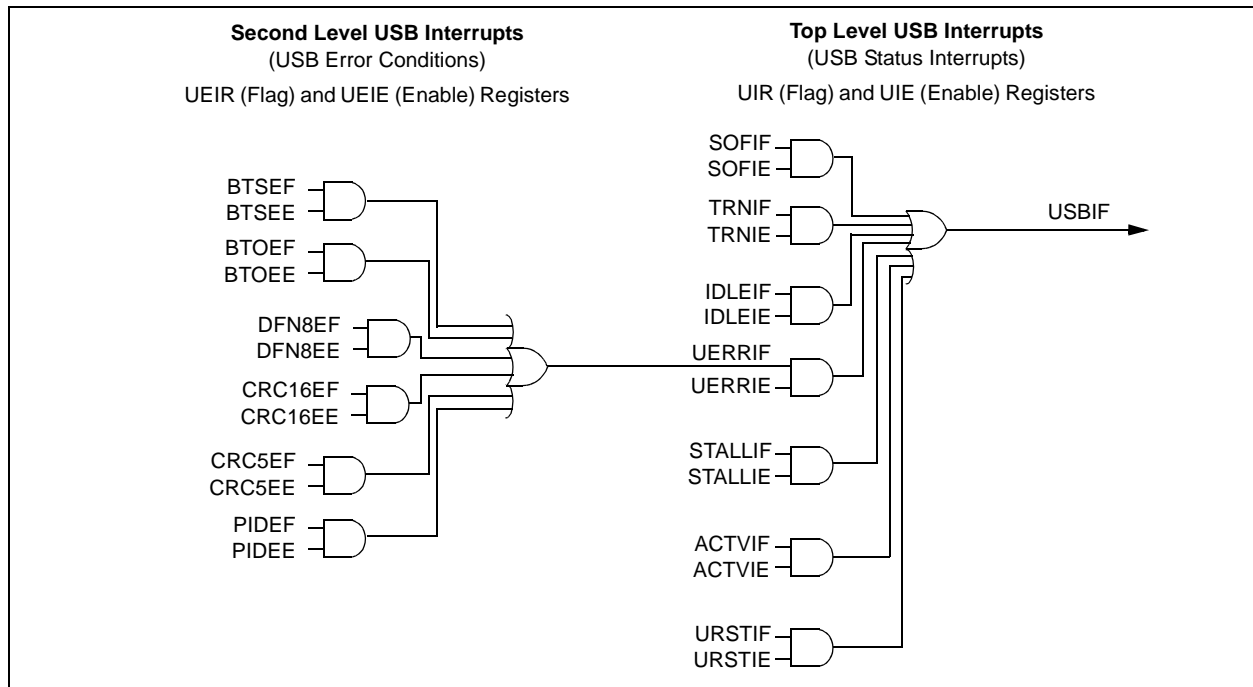 Second Level USB Interrupts
(USB Error Conditions)
UEIR (Flag) and UEIE (Enable) Registers
Top Level USB Interrupts
(USB Status Interrupts)
UIR (Flag) and UIE (Enable) Registers
BTSEF
BTSEE
BTOEF
BTOEE
DFN8EF
DFN8EE
CRC16EF
CRC16EE
CRC5EF
CRC5EE
PIDEF
PIDEE
SOFIF
SOFIE
TRNIF
TRNIE
IDLEIF
IDLEIE
UERRIF
UERRIE
STALLIF
STALLIE
ACTVIF
ACTVIE
URSTIF
URSTIE
USBIF